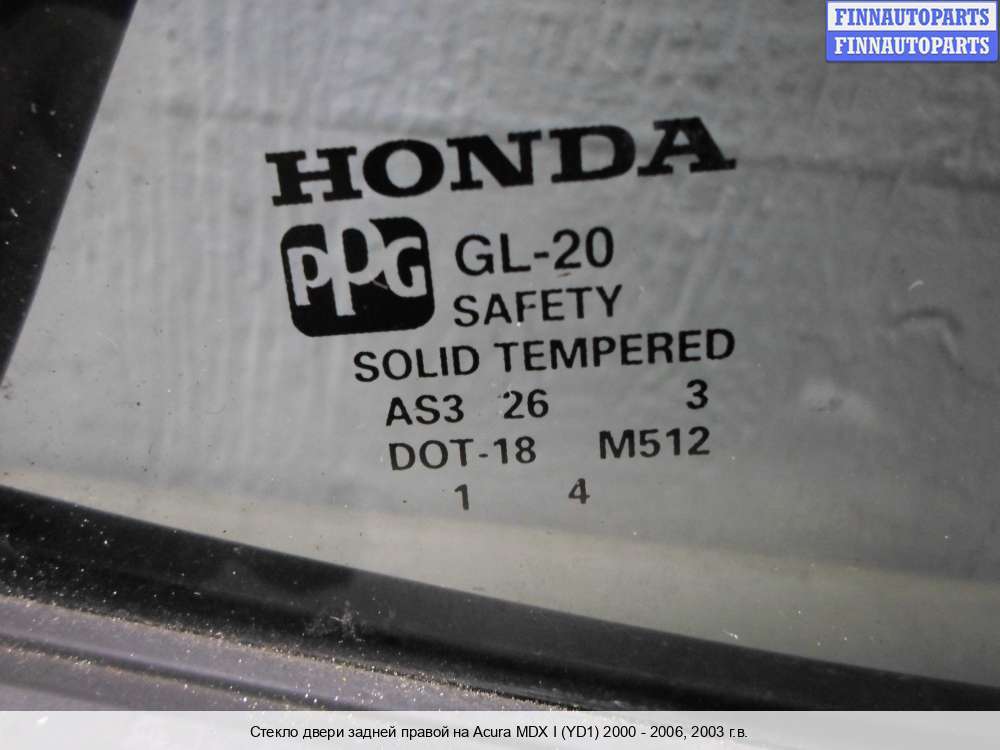 FINNAUTOPARTS
FINNAUTOPARTS
HONDA
PPG GL-20
SAFETY
SOLID TEMPERED
AS3 26 3
DOT-18 M512
1 4
Стекло двери задней правой на Acura MDX I (YD1) 2000 - 2006, 2003 г.в.